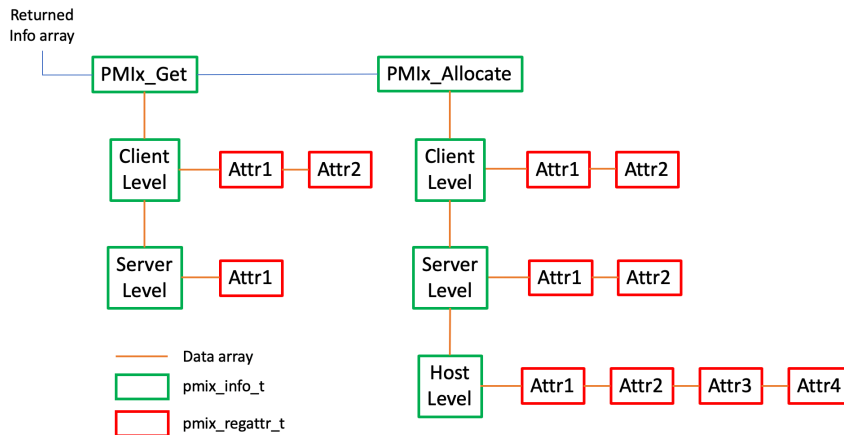 Returned
Info array
PMIx_Get
PMIx_Allocate
Client
Level
Attr1
Attr2
Client
Level
Attr1
Attr2
Server
Level
Attr1
Server
Level
Attr1
Attr2
Data array
pmix_info_t
pmix_regattr_t
Host
Level
Attr1
Attr2
Attr3
Attr4